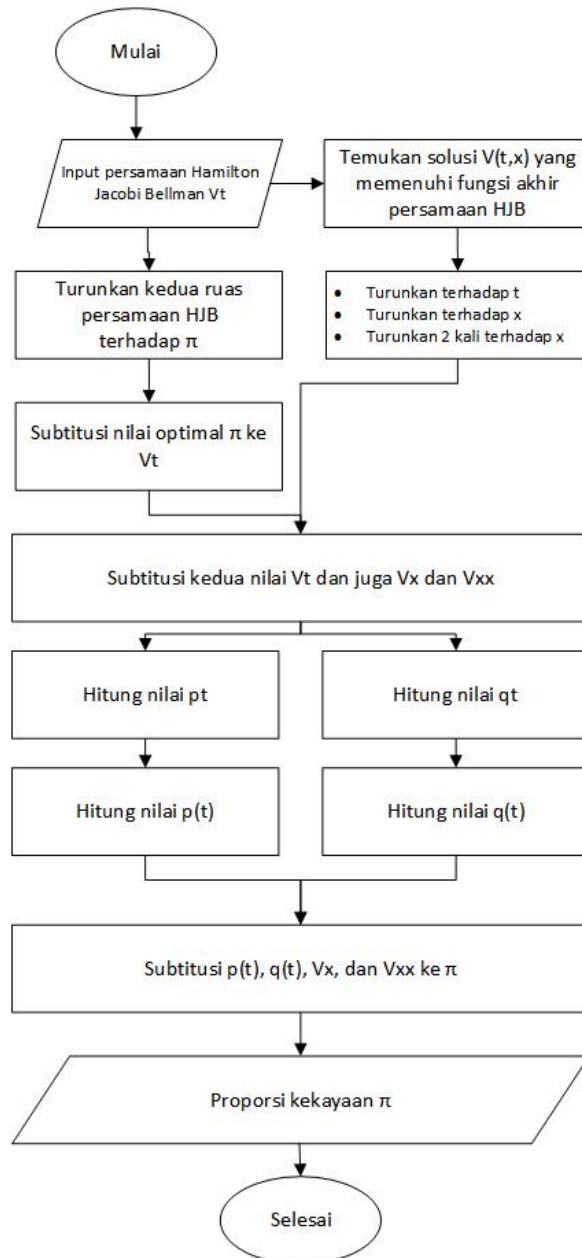 Mulai
Input persamaan Hamilton
Jacobi Bellman Vt
Temukan solusi V(t,x) yang
memenuhi fungsi akhir
persamaan HJB
Turunkan kedua ruas
persamaan HJB
terhadap π
• Turunkan terhadap t
• Turunkan terhadap x
• Turunkan 2 kali terhadap x
Subtitusi nilai optimal π ke
Vt
Subtitusi kedua nilai Vt dan juga Vx dan Vxx
Hitung nilai pt
Hitung nilai qt
Hitung nilai p(t)
Hitung nilai q(t)
Subtitusi p(t), q(t), Vx, dan Vxx ke π
Proporsi kekayaan π
Selesai